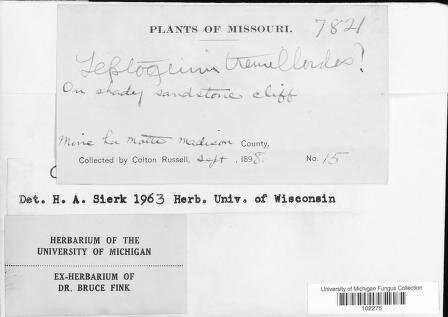 PLANTS OF MISSOURI. 7821
Leptogium tremelloides?
On shady sandstone cliff
Mine La Motte Madison County.
Collected by Colton Russell, Sept, 1898. No. 15
Det. H. A. Sierk 1963 Herb. Univ. of Wisconsin
HERBARIUM OF THE
UNIVERSITY OF MICHIGAN
EX-HERBARIUM OF
DR. BRUCE FINK
University of Michigan Fungus Collection
102275